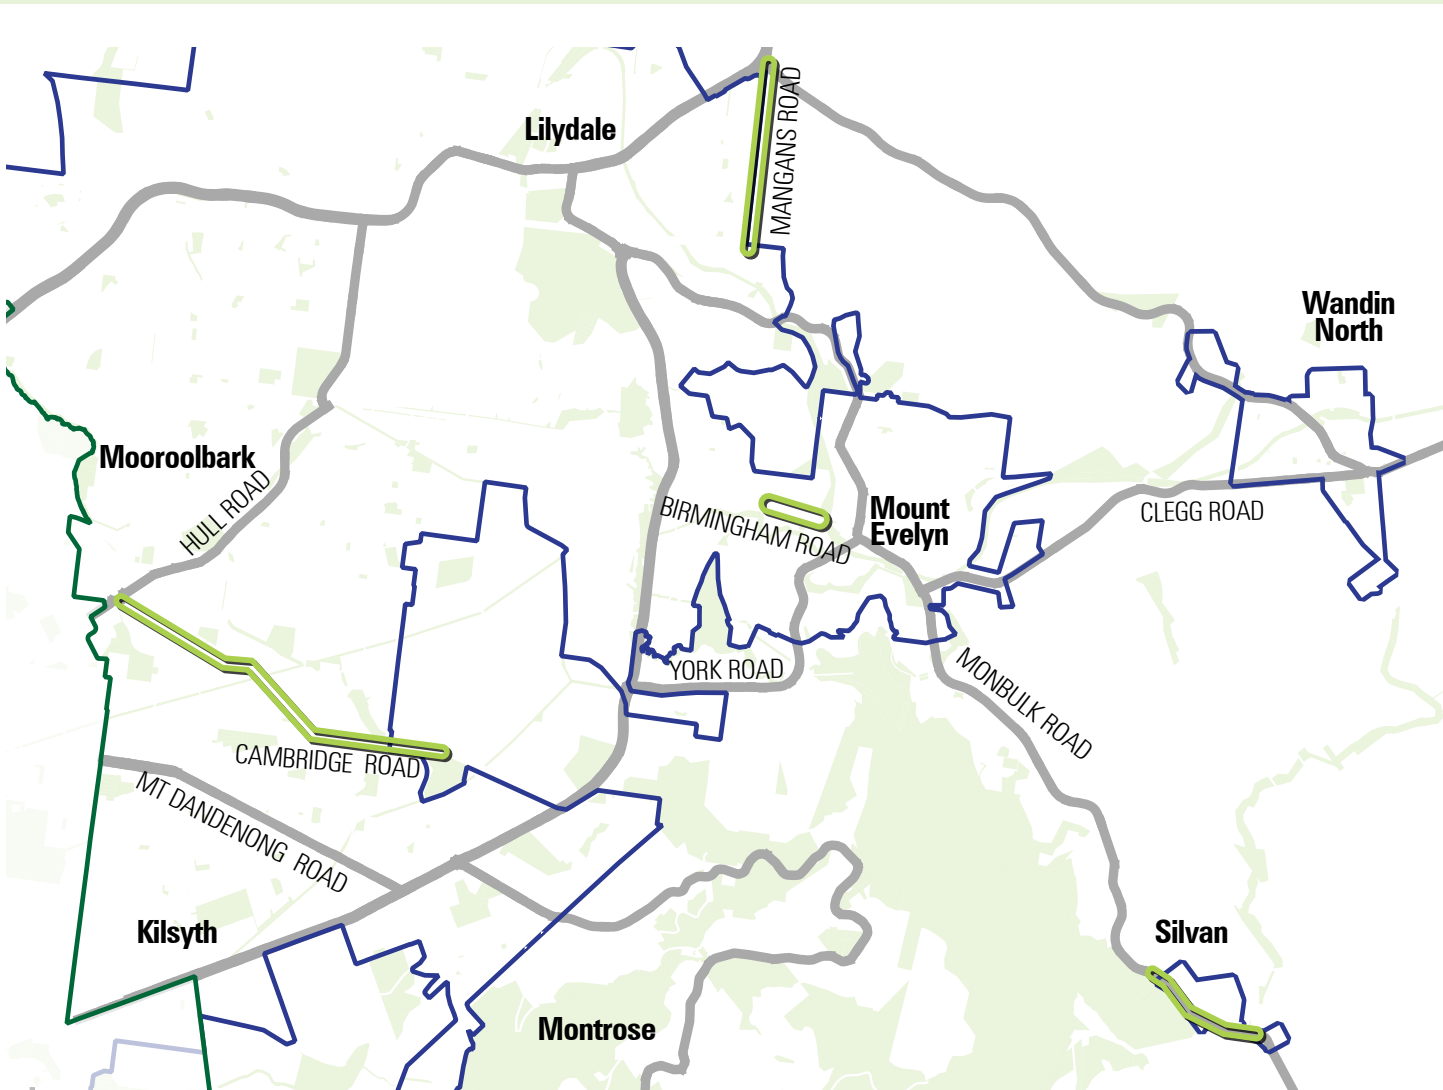 Lilydale
MANGANS ROAD
Wandin
North
Mooroolbark
HULL ROAD
BIRMINGHAM ROAD
Mount
Evelyn
CLEGG ROAD
YORK ROAD
MONBULK ROAD
CAMBRIDGE ROAD
MT DANDENONG ROAD
Kilsyth
Silvan
Montrose